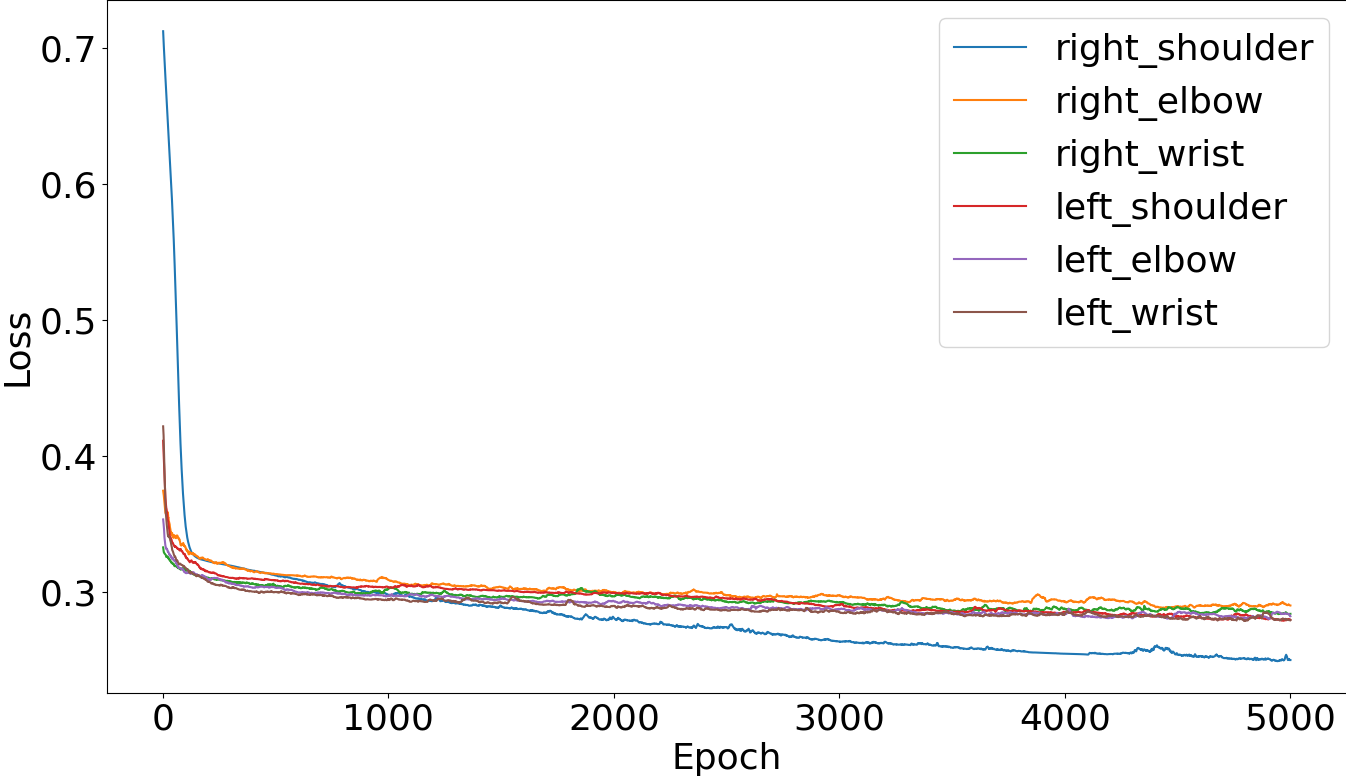 0.7
0.6
0.5
0.4
0.3
Loss
right_shoulder
right_elbow
right_wrist
left_shoulder
left_elbow
left_wrist
0 1000 2000 3000 4000 5000
Epoch